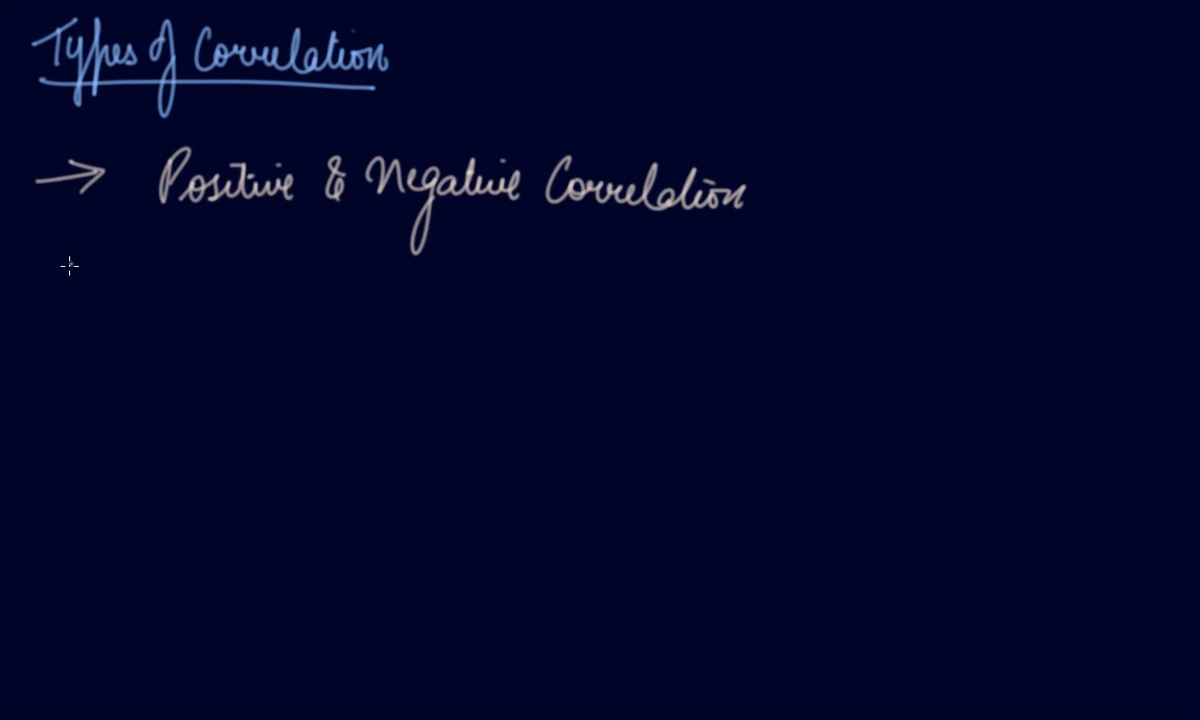 Types of Correlation
→ Positive & Negative Correlation